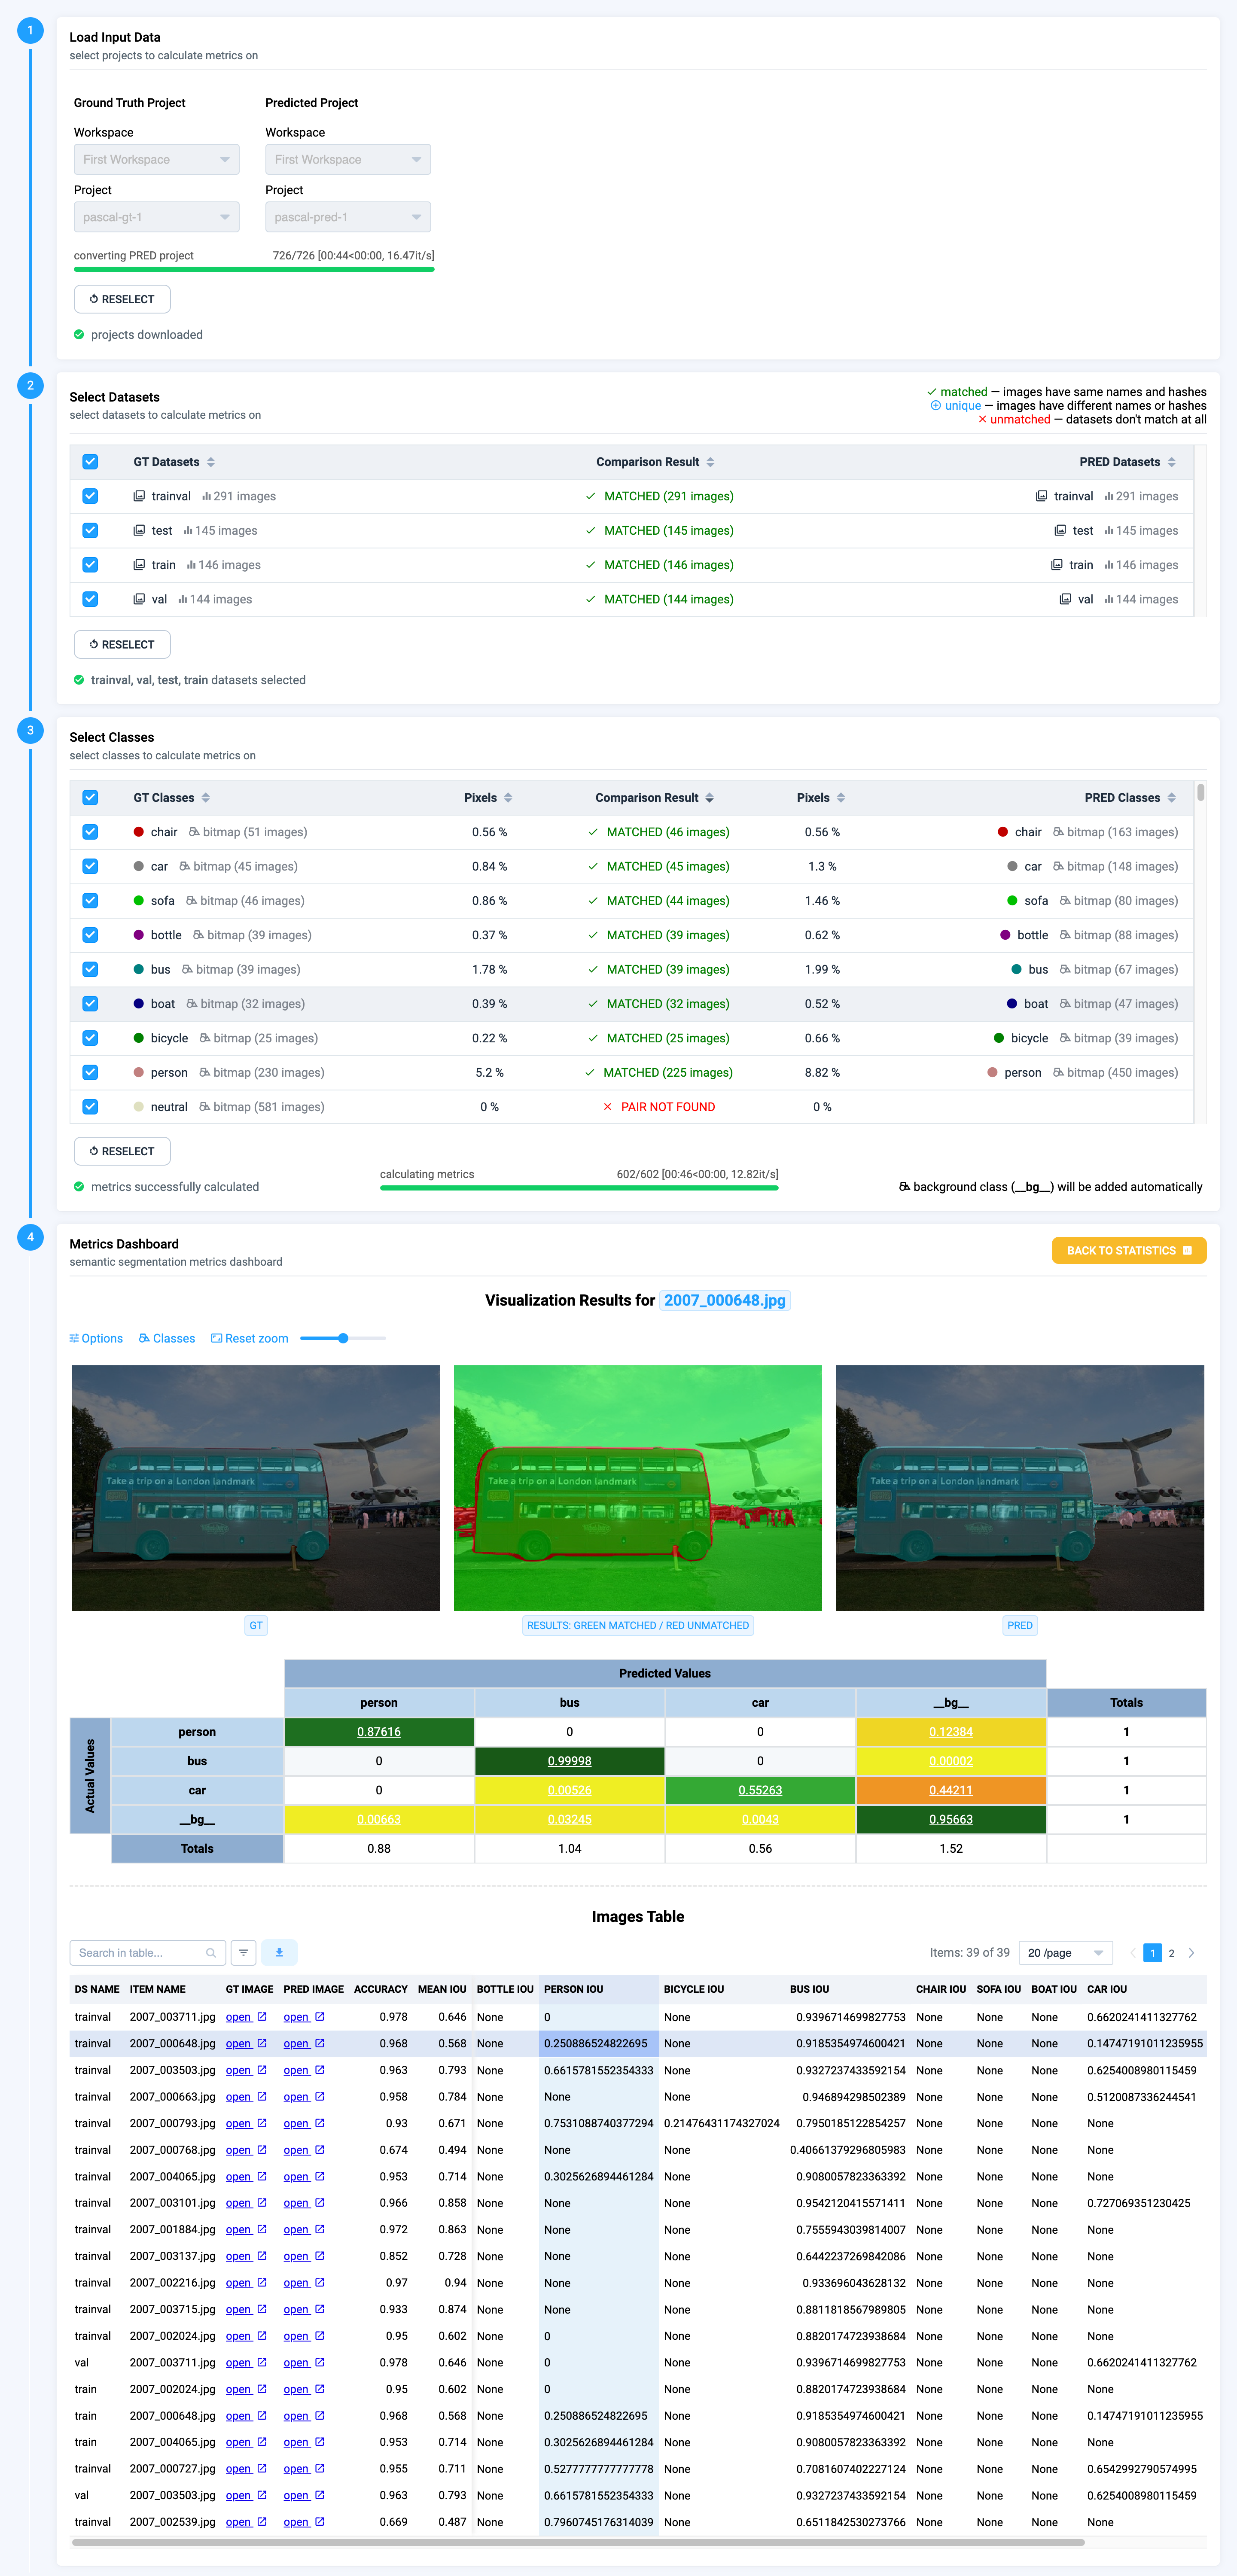 1
Load Input Data
select projects to calculate metrics on
Ground Truth Project Predicted Project
Workspace Workspace
First Workspace First Workspace
Project Project
pascal-gt-1 pascal-pred-1
converting PRED project 726/726 [00:44<00:00, 16.47it/s]
RESELECT
projects downloaded
2
Select Datasets
select datasets to calculate metrics on
matched — images have same names and hashes
unique — images have different names or hashes
unmatched — datasets don't match at all
GT Datasets Comparison Result PRED Datasets
trainval 291 images MATCHED (291 images) trainval 291 images
test 145 images MATCHED (145 images) test 145 images
train 146 images MATCHED (146 images) train 146 images
val 144 images MATCHED (144 images) val 144 images
RESELECT
trainval, val, test, train datasets selected
3
Select Classes
select classes to calculate metrics on
GT Classes Pixels Comparison Result Pixels PRED Classes
chair bitmap (51 images) 0.56 % MATCHED (46 images) 0.56 % chair bitmap (163 images)
car bitmap (45 images) 0.84 % MATCHED (45 images) 1.3 % car bitmap (148 images)
sofa bitmap (46 images) 0.86 % MATCHED (44 images) 1.46 % sofa bitmap (80 images)
bottle bitmap (39 images) 0.37 % MATCHED (39 images) 0.62 % bottle bitmap (88 images)
bus bitmap (39 images) 1.78 % MATCHED (39 images) 1.99 % bus bitmap (67 images)
boat bitmap (32 images) 0.39 % MATCHED (32 images) 0.52 % boat bitmap (47 images)
bicycle bitmap (25 images) 0.22 % MATCHED (25 images) 0.66 % bicycle bitmap (39 images)
person bitmap (230 images) 5.2 % MATCHED (225 images) 8.82 % person bitmap (450 images)
neutral bitmap (581 images) 0 % PAIR NOT FOUND 0 %
RESELECT
calculating metrics 602/602 [00:46<00:00, 12.82it/s]
metrics successfully calculated
background class (__bg__) will be added automatically
4
Metrics Dashboard
semantic segmentation metrics dashboard
BACK TO STATISTICS
Visualization Results for 2007_000648.jpg
Options Classes Reset zoom
Take a trip on a London landmark Take a trip on a London landmark Take a trip on a London landmark
GT RESULTS: GREEN MATCHED / RED UNMATCHED PRED
Predicted Values
person bus car __bg__ Totals
Actual Values
person 0.87616 0 0 0.12384 1
bus 0 0.99998 0 0.00002 1
car 0 0.00526 0.55263 0.44211 1
__bg__ 0.00663 0.03245 0.0043 0.95663 1
Totals 0.88 1.04 0.56 1.52
Images Table
Search in table... Items: 39 of 39 20 /page 1 2
DS NAME ITEM NAME GT IMAGE PRED IMAGE ACCURACY MEAN IOU BOTTLE IOU PERSON IOU BICYCLE IOU BUS IOU CHAIR IOU SOFA IOU BOAT IOU CAR IOU
trainval 2007_003711.jpg open open 0.978 0.646 None 0 None 0.9396714699827753 None None None 0.6620241411327762
trainval 2007_000648.jpg open open 0.968 0.568 None 0.250886524822695 None 0.9185354974600421 None None None 0.14747191011235955
trainval 2007_003503.jpg open open 0.963 0.793 None 0.6615781552354333 None 0.9327237433592154 None None None 0.6254008980115459
trainval 2007_000663.jpg open open 0.958 0.784 None None None 0.946894298502389 None None None 0.5120087336244541
trainval 2007_000793.jpg open open 0.93 0.671 None 0.7531088740377294 0.21476431174327024 0.7950185122854257 None None None None
trainval 2007_000768.jpg open open 0.674 0.494 None None None 0.40661379296805983 None None None None
trainval 2007_004065.jpg open open 0.953 0.714 None 0.3025626894461284 None 0.9080057823363392 None None None None
trainval 2007_003101.jpg open open 0.966 0.858 None None None 0.9542120415571411 None None None 0.727069351230425
trainval 2007_001884.jpg open open 0.972 0.863 None None None 0.7555943039814007 None None None None
trainval 2007_003137.jpg open open 0.852 0.728 None None None 0.6442237269842086 None None None None
trainval 2007_002216.jpg open open 0.97 0.94 None None None 0.933696043628132 None None None None
trainval 2007_003715.jpg open open 0.933 0.874 None None None 0.8811818567989805 None None None None
trainval 2007_002024.jpg open open 0.95 0.602 None 0 None 0.8820174723938684 None None None None
val 2007_003711.jpg open open 0.978 0.646 None 0 None 0.9396714699827753 None None None 0.6620241411327762
train 2007_002024.jpg open open 0.95 0.602 None 0 None 0.8820174723938684 None None None None
train 2007_000648.jpg open open 0.968 0.568 None 0.250886524822695 None 0.9185354974600421 None None None 0.14747191011235955
train 2007_004065.jpg open open 0.953 0.714 None 0.3025626894461284 None 0.9080057823363392 None None None None
trainval 2007_000727.jpg open open 0.955 0.711 None 0.5277777777777778 None 0.7081607402227124 None None None 0.6542992790574995
val 2007_003503.jpg open open 0.963 0.793 None 0.6615781552354333 None 0.9327237433592154 None None None 0.6254008980115459
trainval 2007_002539.jpg open open 0.669 0.487 None 0.7960745176314039 None 0.6511842530273766 None None None None